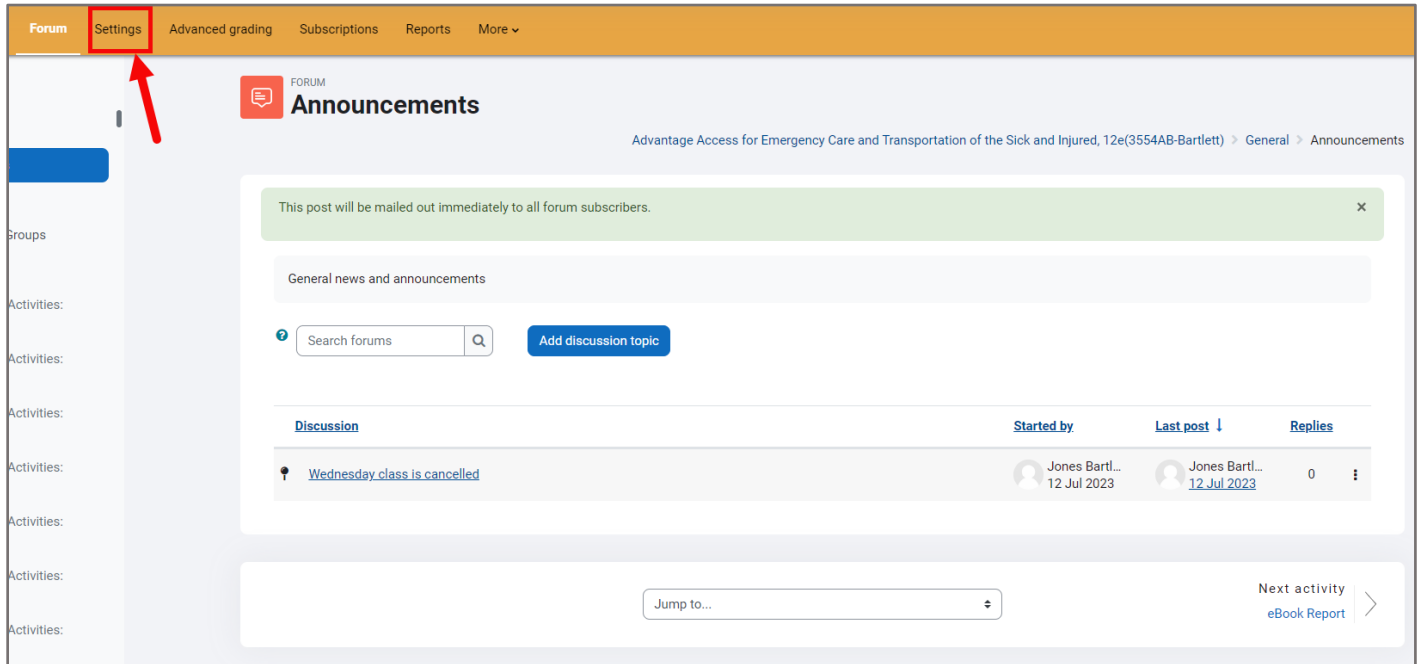 Forum Settings Advanced grading Subscriptions Reports More
FORUM
Announcements
Advantage Access for Emergency Care and Transportation of the Sick and Injured, 12e(3554AB-Bartlett) > General > Announcements
This post will be mailed out immediately to all forum subscribers. ×
Groups
General news and announcements
Activities:
Search forums Add discussion topic
Activities:
Activities:
Discussion Started by Last post ↓ Replies
Activities:
Wednesday class is cancelled Jones Bartl... Jones Bartl... 0
12 Jul 2023 12 Jul 2023
Activities:
Activities:
Next activity
Jump to...
eBook Report
Activities: